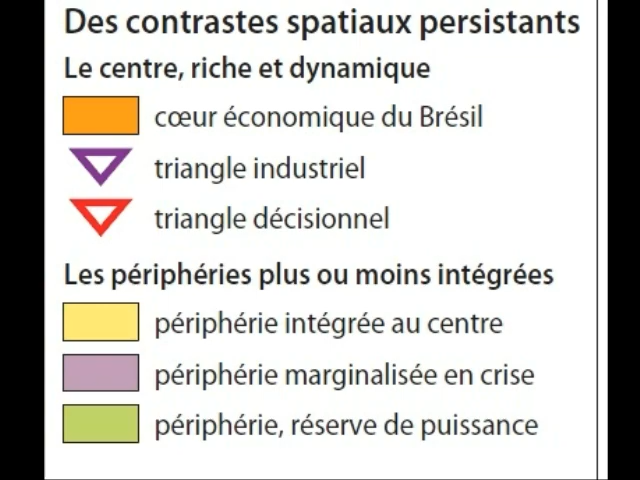 Des contrastes spatiaux persistants
Le centre, riche et dynamique
cœur économique du Brésil
triangle industriel
triangle décisionnel
Les périphéries plus ou moins intégrées
périphérie intégrée au centre
périphérie marginalisée en crise
périphérie, réserve de puissance